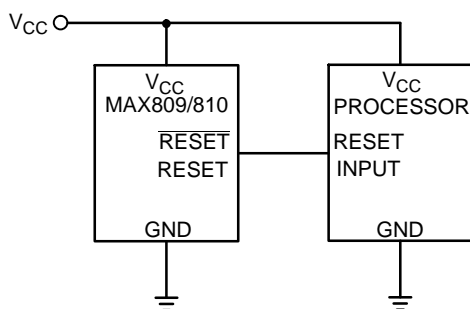 VCC
VCC
MAX809/810
RESET
RESET
GND
VCC
PROCESSOR
RESET
INPUT
GND